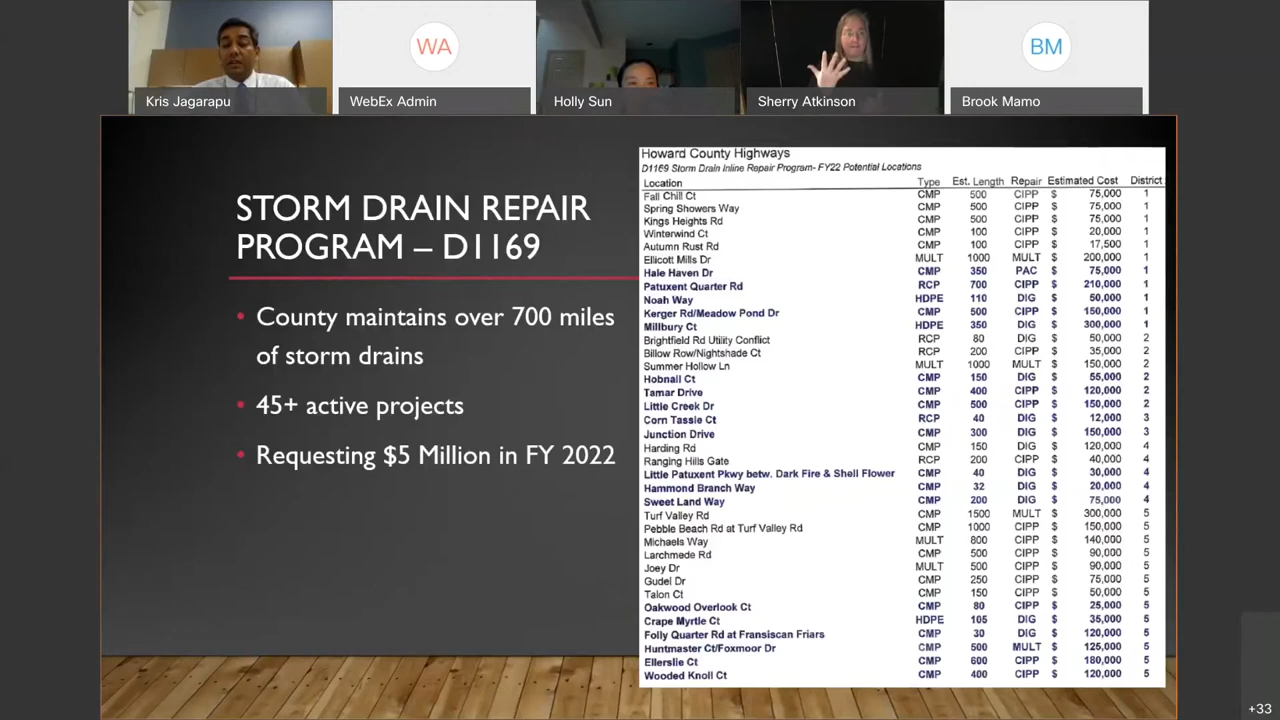 WA
BM
Kris Jagarapu
WebEx Admin
Holly Sun
Sherry Atkinson
Brook Mamo
STORM DRAIN REPAIR
PROGRAM – D1169
• County maintains over 700 miles
of storm drains
• 45+ active projects
• Requesting $5 Million in FY 2022
Howard County Highways
D1169 Storm Drain Inline Repair Program- FY22 Potential Locations
Location Type Est. Length Repair Estimated Cost District
Fall Chill Ct CMP 500 CIPP $ 75,000 1
Spring Showers Way CMP 500 CIPP $ 75,000 1
Kings Heights Rd CMP 500 CIPP $ 75,000 1
Winterwind Ct CMP 100 CIPP $ 20,000 1
Autumn Rust Rd CMP 100 CIPP $ 17,500 1
Ellicott Mills Dr MULT 1000 MULT $ 200,000 1
Hale Haven Dr CMP 350 PAC $ 75,000 1
Patuxent Quarter Rd RCP 700 CIPP $ 210,000 1
Noah Way HDPE 110 DIG $ 50,000 1
Kerger Rd/Meadow Pond Dr CMP 500 CIPP $ 150,000 1
Millbury Ct HDPE 350 DIG $ 300,000 1
Brightfield Rd Utility Conflict RCP 80 DIG $ 50,000 2
Billow Row/Nightshade Ct RCP 200 CIPP $ 35,000 2
Summer Hollow Ln MULT 1000 MULT $ 150,000 2
Hobnail Ct CMP 150 DIG $ 55,000 2
Tamar Drive CMP 400 CIPP $ 120,000 2
Little Creek Dr CMP 500 CIPP $ 150,000 2
Corn Tassle Ct RCP 40 DIG $ 12,000 3
Junction Drive CMP 300 DIG $ 150,000 3
Harding Rd CMP 150 DIG $ 120,000 4
Ranging Hills Gate RCP 200 CIPP $ 40,000 4
Little Patuxent Pkwy betw. Dark Fire & Shell Flower CMP 40 DIG $ 30,000 4
Hammond Branch Way CMP 32 DIG $ 20,000 4
Sweet Land Way CMP 200 DIG $ 75,000 4
Turf Valley Rd CMP 1500 MULT $ 300,000 5
Pebble Beach Rd at Turf Valley Rd CMP 1000 CIPP $ 150,000 5
Michaels Way MULT 800 CIPP $ 140,000 5
Larchmede Rd CMP 500 CIPP $ 90,000 5
Joey Dr MULT 500 CIPP $ 90,000 5
Gudel Dr CMP 250 CIPP $ 75,000 5
Talon Ct CMP 150 CIPP $ 50,000 5
Oakwood Overlook Ct CMP 80 CIPP $ 25,000 5
Crape Myrtle Ct HDPE 105 DIG $ 35,000 5
Folly Quarter Rd at Fransiscan Friars CMP 30 DIG $ 120,000 5
Huntmaster Ct/Foxmoor Dr CMP 500 MULT $ 125,000 5
Ellerslie Ct CMP 600 CIPP $ 180,000 5
Wooded Knoll Ct CMP 400 CIPP $ 120,000 5
+33